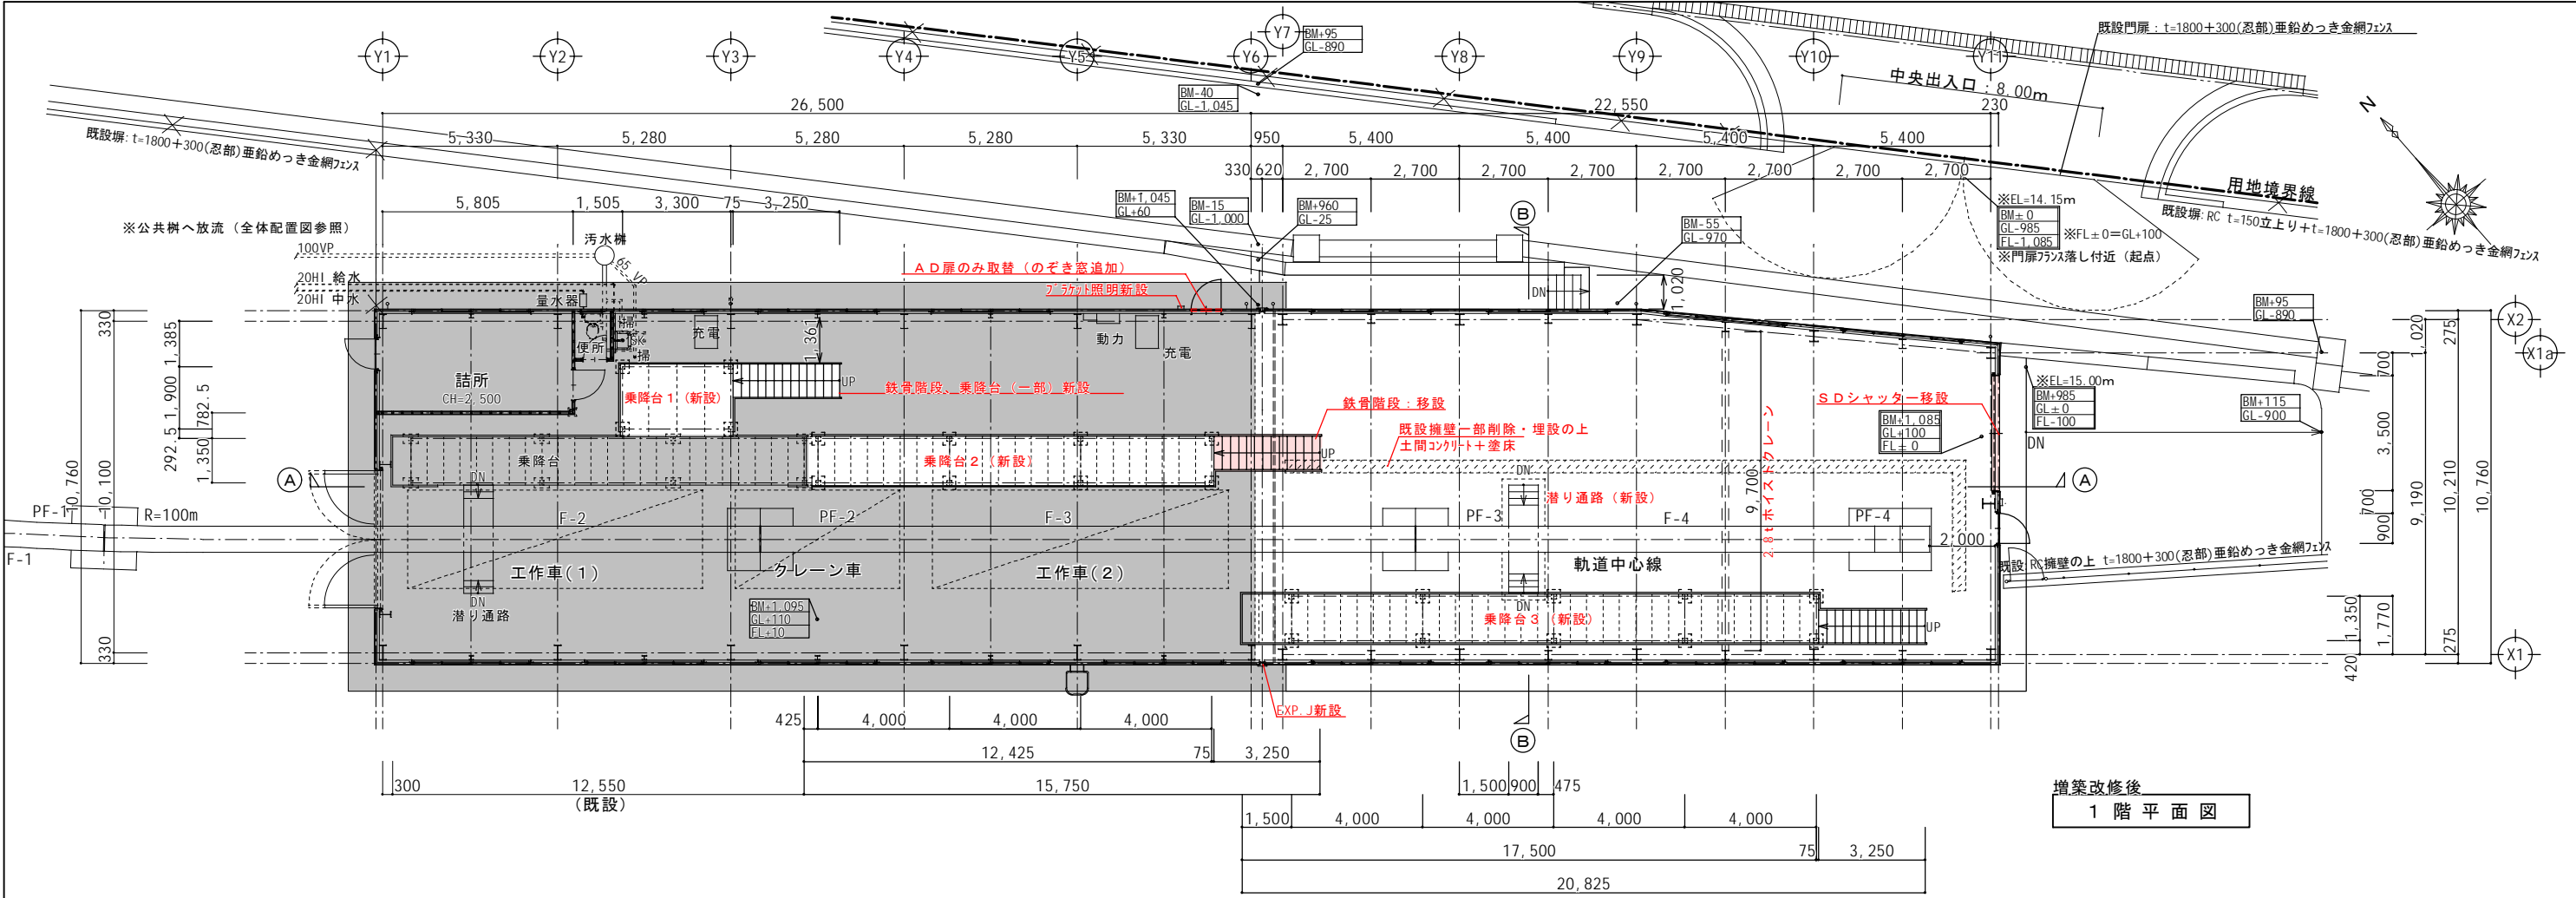 Y1
Y2
Y3
Y4
Y5
Y6
Y7
Y8
Y9
Y10
Y11
BM+95
GL-890
BM-40
GL-1,045
既設門扉：t=1800＋300(忍部)亜鉛めっき金網フェンス
中央出入口：8.00m
N
既設塀：t=1800＋300(忍部)亜鉛めっき金網フェンス
26,500
22,550
230
5,330
5,280
5,280
5,280
5,330
950
5,400
5,400
5,400
5,400
330
620
2,700
2,700
2,700
2,700
2,700
2,700
2,700
2,700
用地境界線
既設塀：RC t=150立上り＋t=1800＋300(忍部)亜鉛めっき金網フェンス
5,805
1,505
3,300
75
3,250
BM+1,045
GL+60
BM-15
GL-1,000
BM+960
GL-25
B
BM-55
GL-970
※EL=14.15m
BM±0
GL-985
FL-1,085
※FL±0=GL+100
※門扉フランス落し付近（起点）
※公共桝へ放流（全体配置図参照）
100VP
汚水桝
65 VP
20HI 給水
20HI 中水
量水器
ＡＤ扉のみ取替（のぞき窓追加）
ブラケット照明新設
DN
1,020
BM+95
GL-890
X2
X1a
330
1,385
1,900
782.5
292.5
1,350
10,760
10,100
330
便所
掃
SK
掃
充電
1,361
動力
充電
詰所
CH=2,500
乗降台１（新設）
UP
鉄骨階段、乗降台（一部）新設
鉄骨階段：移設
既設擁壁一部削除・埋設の上
土間コンクリート＋塗床
ＳＤシャッター移設
BM+1,085
GL+100
FL±0
※EL=15.00m
BM+985
GL±0
FL-100
DN
BM+115
GL-900
1,020
275
700
3,500
700
900
9,190
10,210
10,760
A
乗降台
乗降台２（新設）
UP
DN
DN
潜り通路（新設）
9,700
2.8ｔホイストクレーン
A
PF-1
R=100m
F-1
F-2
PF-2
F-3
PF-3
F-4
PF-4
2,000
工作車(１)
クレーン車
工作車(２)
軌道中心線
既設：RC擁壁の上 t=1800＋300(忍部)亜鉛めっき金網フェンス
DN
潜り通路
BM+1,095
GL+110
FL+10
DN
乗降台３（新設）
UP
1,350
420
1,770
275
X1
EXP.J新設
425
4,000
4,000
4,000
12,425
75
3,250
B
300
12,550
(既設)
15,750
1,500
900
475
1,500
4,000
4,000
4,000
4,000
17,500
75
3,250
20,825
増築改修後
１階平面図